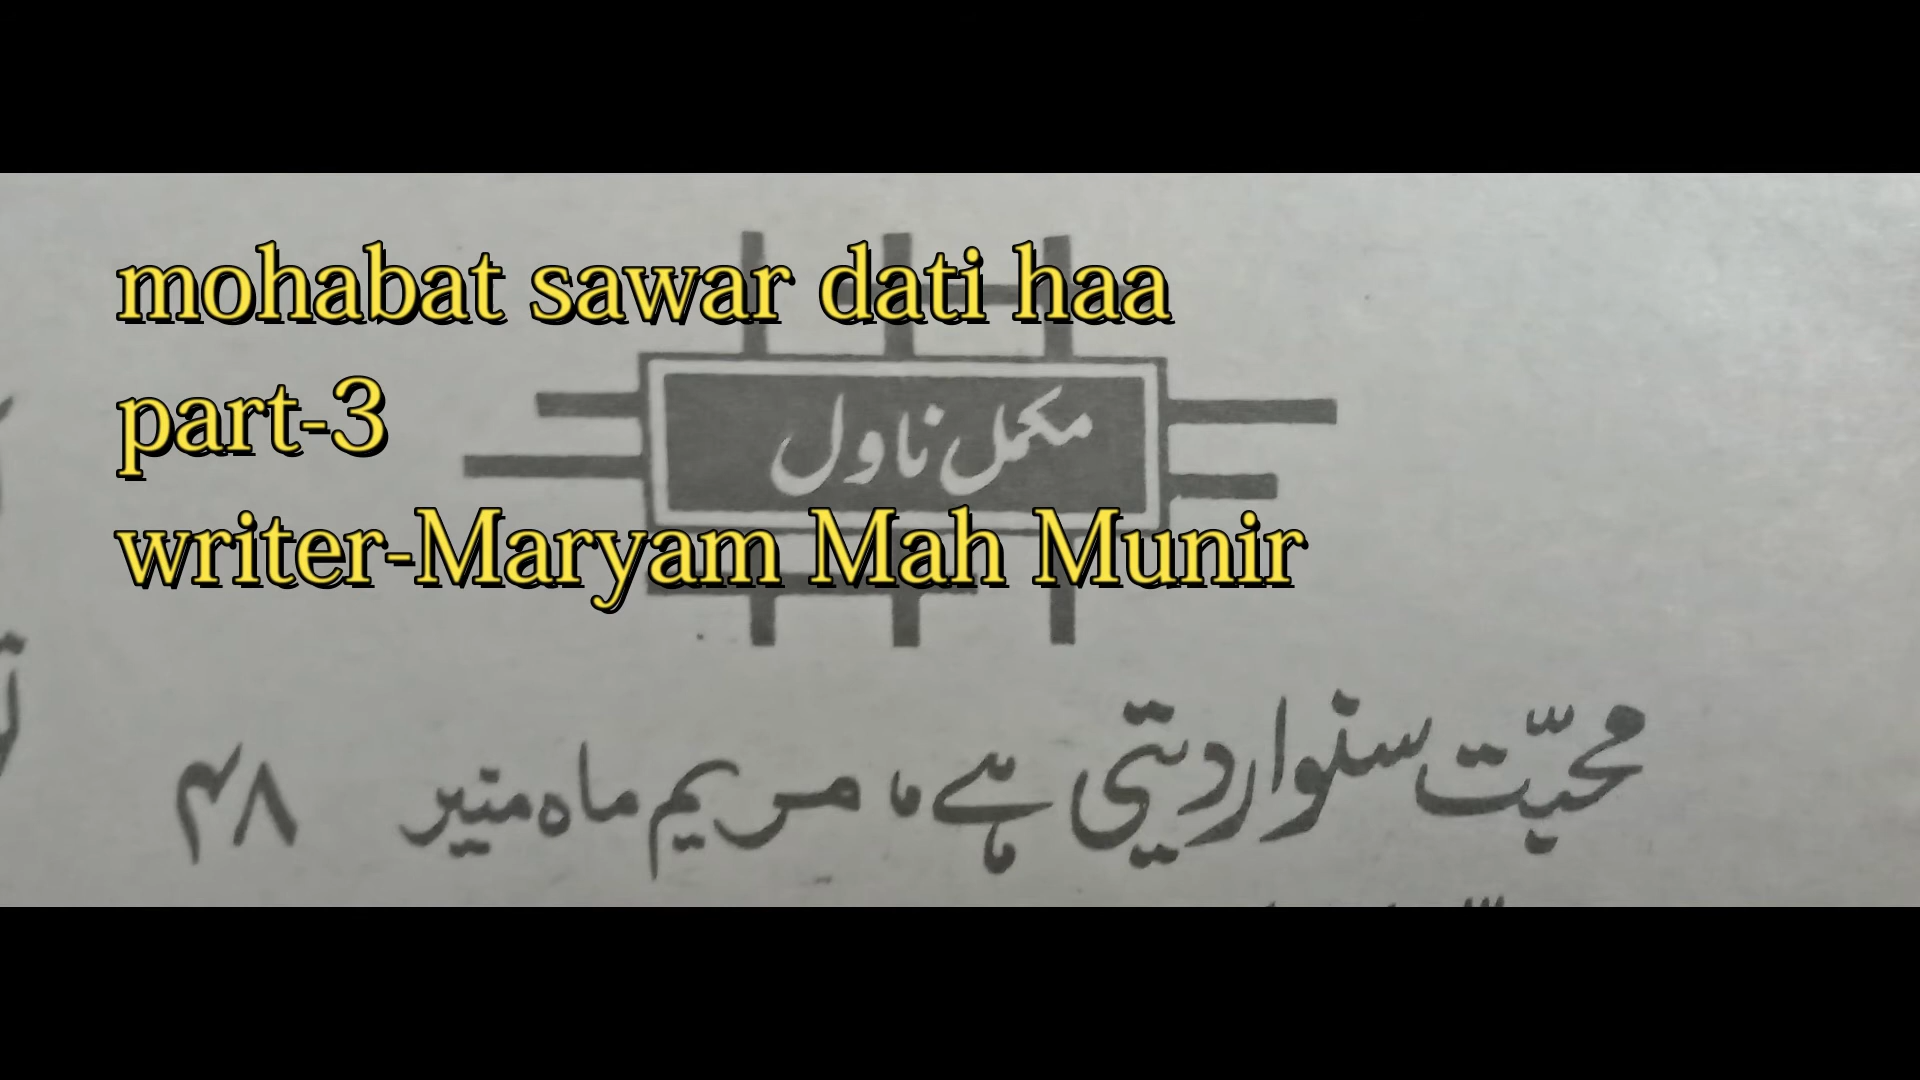 mohabat sawar dati haa
part-3
مکمل ناول
writer-Maryam Mah Munir
محبّت سنوار دیتی ہے، مریم ماہ منیر ۴۸